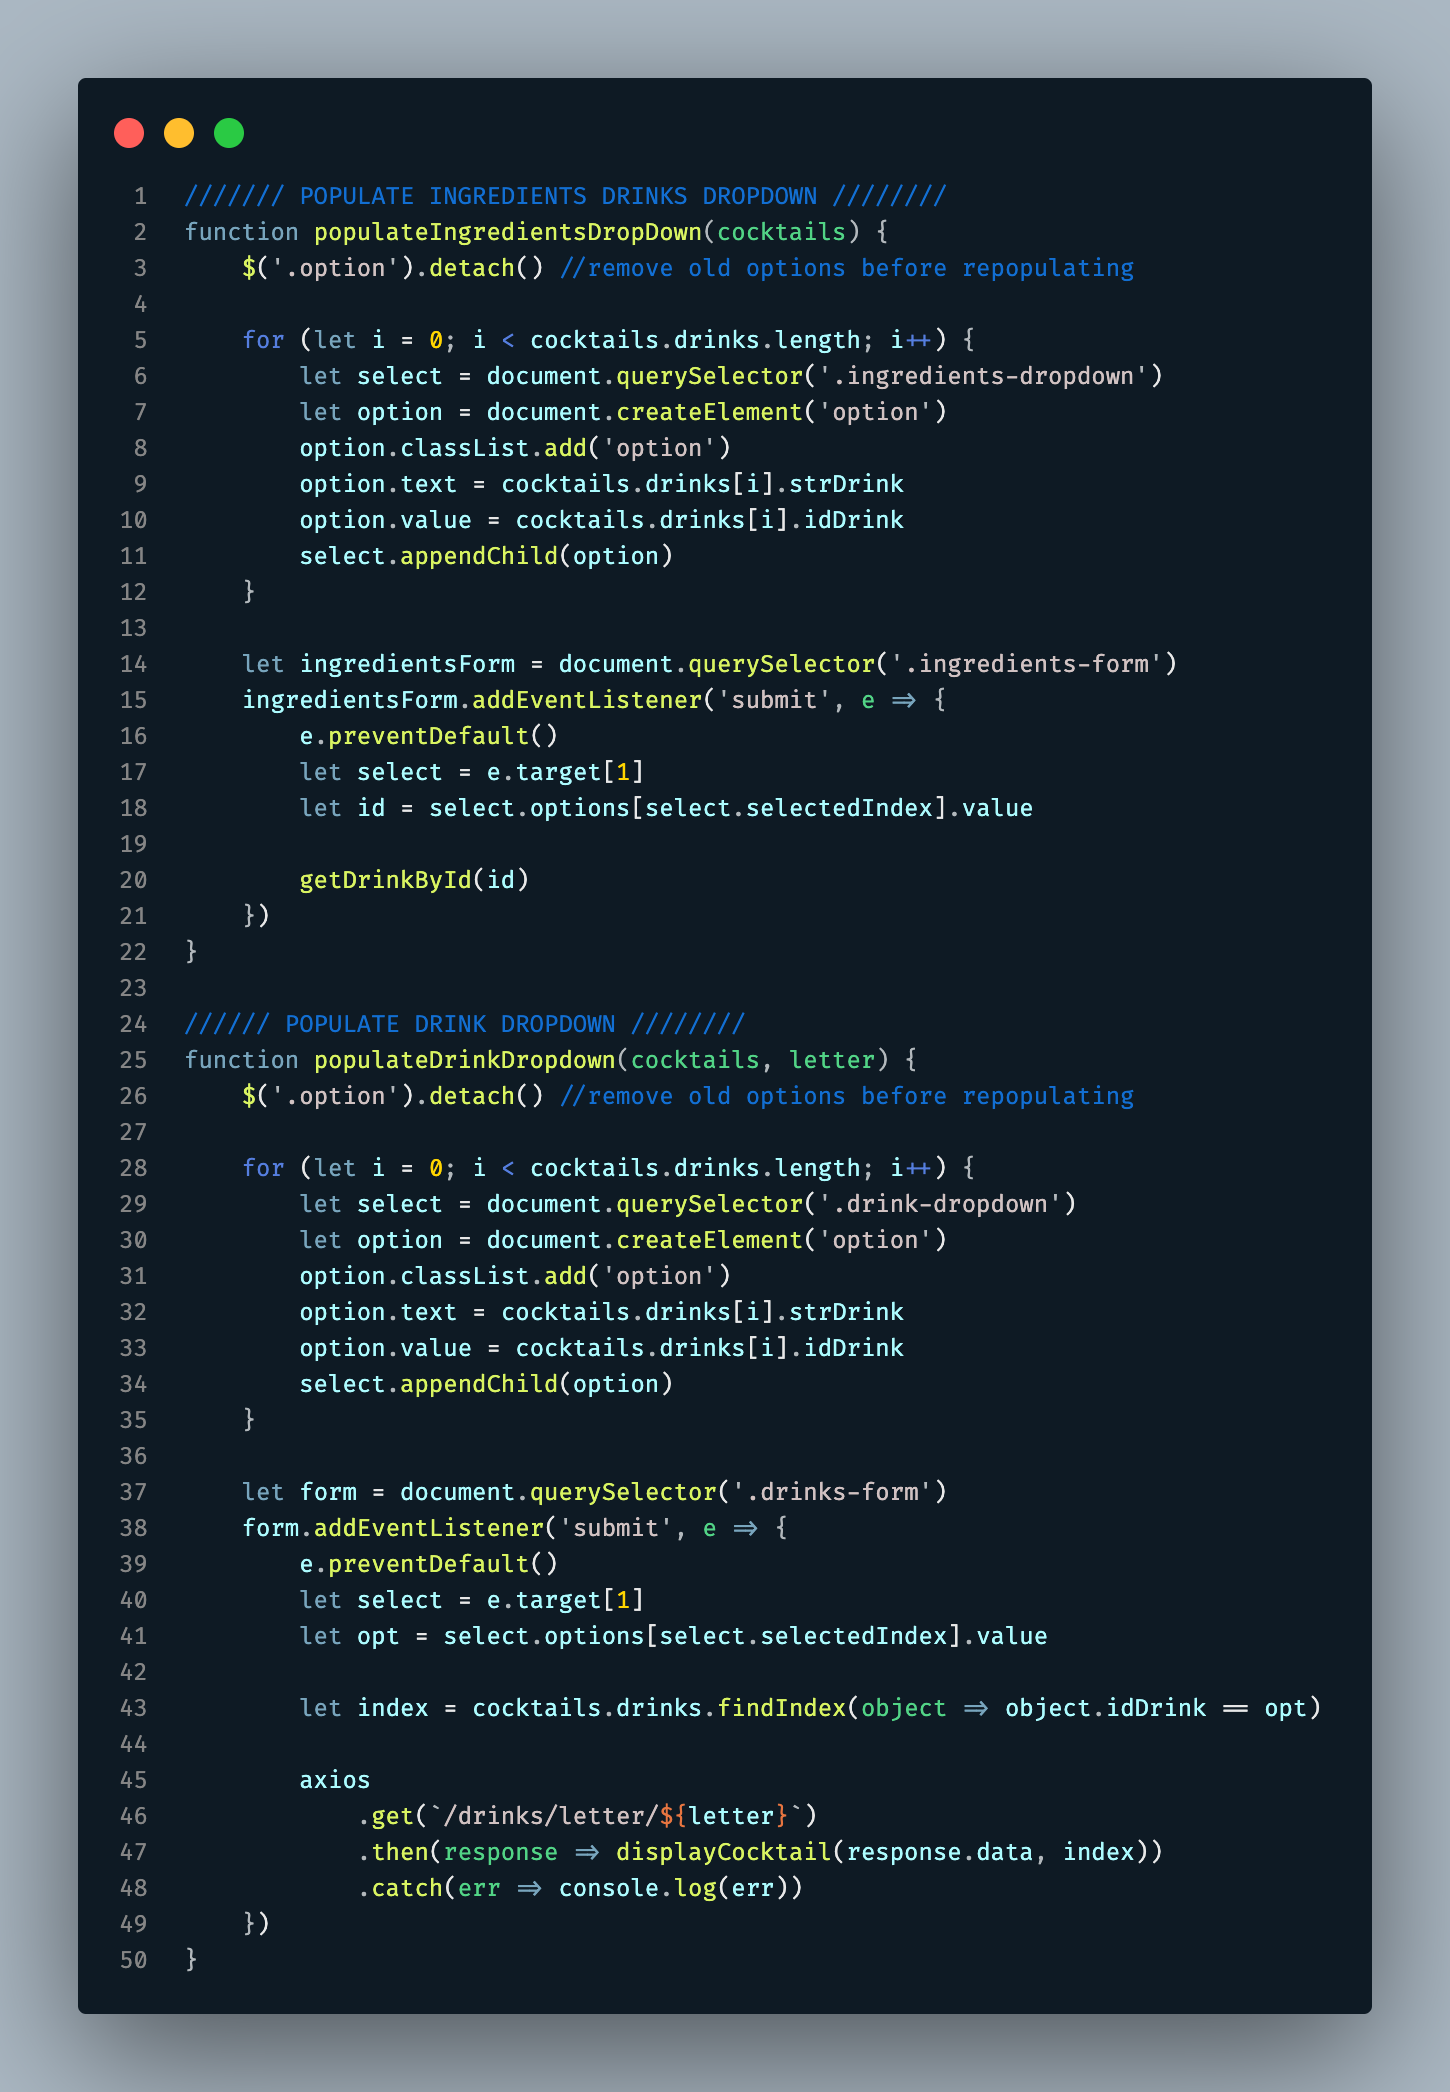 1 /////// POPULATE INGREDIENTS DRINKS DROPDOWN ////////
2 function populateIngredientsDropDown(cocktails) {
3     $('.option').detach() //remove old options before repopulating
4
5     for (let i = 0; i < cocktails.drinks.length; i++) {
6         let select = document.querySelector('.ingredients-dropdown')
7         let option = document.createElement('option')
8         option.classList.add('option')
9         option.text = cocktails.drinks[i].strDrink
10         option.value = cocktails.drinks[i].idDrink
11         select.appendChild(option)
12     }
13
14     let ingredientsForm = document.querySelector('.ingredients-form')
15     ingredientsForm.addEventListener('submit', e => {
16         e.preventDefault()
17         let select = e.target[1]
18         let id = select.options[select.selectedIndex].value
19
20         getDrinkById(id)
21     })
22 }
23
24 ////// POPULATE DRINK DROPDOWN ////////
25 function populateDrinkDropdown(cocktails, letter) {
26     $('.option').detach() //remove old options before repopulating
27
28     for (let i = 0; i < cocktails.drinks.length; i++) {
29         let select = document.querySelector('.drink-dropdown')
30         let option = document.createElement('option')
31         option.classList.add('option')
32         option.text = cocktails.drinks[i].strDrink
33         option.value = cocktails.drinks[i].idDrink
34         select.appendChild(option)
35     }
36
37     let form = document.querySelector('.drinks-form')
38     form.addEventListener('submit', e => {
39         e.preventDefault()
40         let select = e.target[1]
41         let opt = select.options[select.selectedIndex].value
42
43         let index = cocktails.drinks.findIndex(object => object.idDrink == opt)
44
45         axios
46             .get(`/drinks/letter/${letter}`)
47             .then(response => displayCocktail(response.data, index))
48             .catch(err => console.log(err))
49     })
50 }